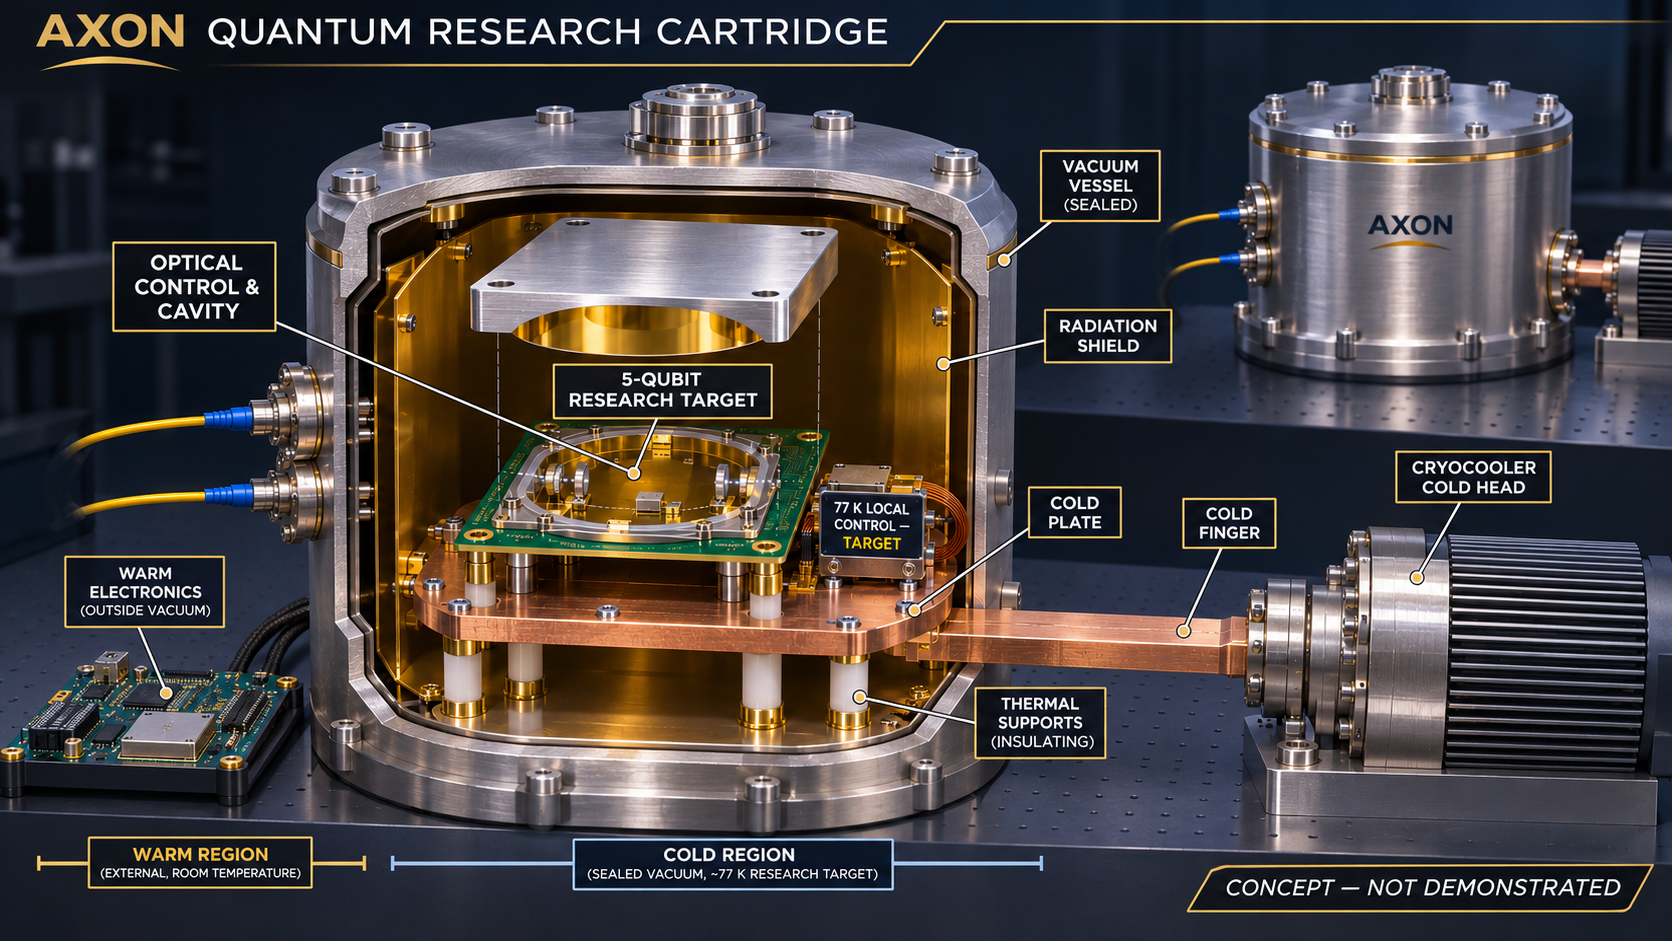 AXON QUANTUM RESEARCH CARTRIDGE
VACUUM
VESSEL
(SEALED)
AXON
OPTICAL
CONTROL &
CAVITY
RADIATION
SHIELD
5-QUBIT
RESEARCH TARGET
CRYOCOOLER
COLD HEAD
77 K LOCAL
CONTROL –
TARGET
COLD
PLATE
COLD
FINGER
WARM
ELECTRONICS
(OUTSIDE VACUUM)
THERMAL
SUPPORTS
(INSULATING)
WARM REGION
(EXTERNAL, ROOM TEMPERATURE)
COLD REGION
(SEALED VACUUM, ~77 K RESEARCH TARGET)
CONCEPT — NOT DEMONSTRATED